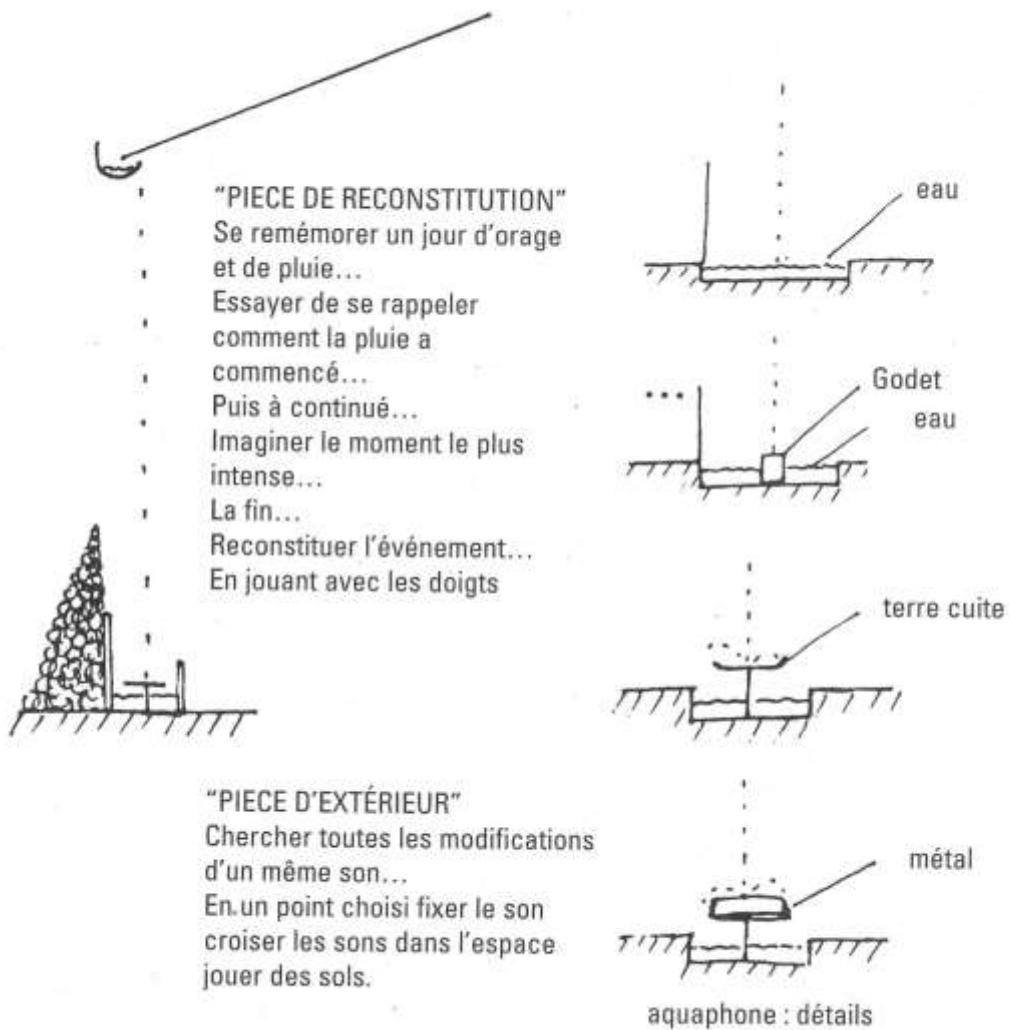 "PIECE DE RECONSTITUTION"
Se remémorer un jour d'orage
et de pluie...
Essayer de se rappeler
comment la pluie a
commencé...
Puis à continué...
Imaginer le moment le plus
intense...
La fin...
Reconstituer l'événement...
En jouant avec les doigts
"PIECE D'EXTÉRIEUR"
Chercher toutes les modifications
d'un même son...
En un point choisi fixer le son
croiser les sons dans l'espace
jouer des sols.
eau
Godet
eau
terre cuite
métal
aquaphone : détails